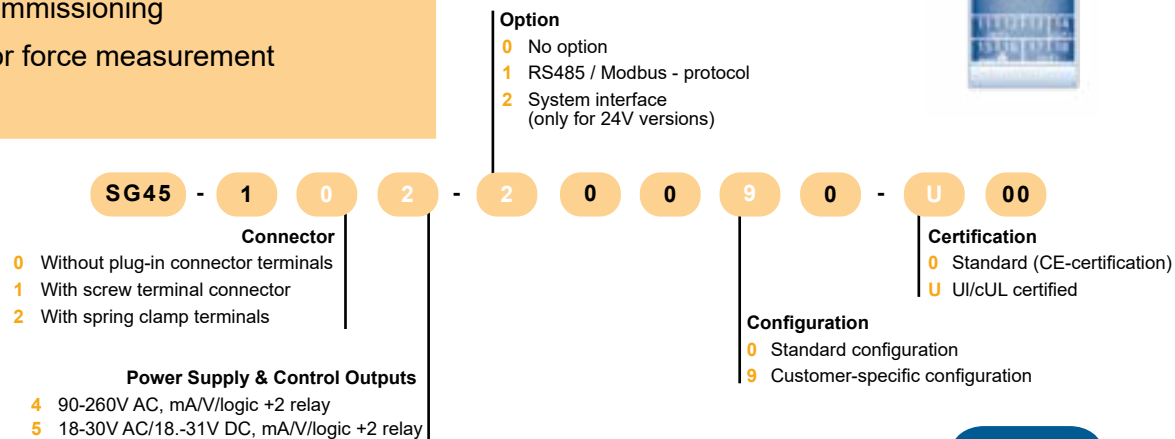 mmissioning
or force measurement
Option
0 No option
1 RS485 / Modbus - protocol
2 System interface
(only for 24V versions)
SG45 - 1 0 2 - 2 0 0 9 0 - U 00
Connector
0 Without plug-in connector terminals
1 With screw terminal connector
2 With spring clamp terminals
Certification
0 Standard (CE-certification)
U Ul/cUL certified
Configuration
0 Standard configuration
9 Customer-specific configuration
Power Supply & Control Outputs
4 90-260V AC, mA/V/logic +2 relay
5 18-30V AC/18.-31V DC, mA/V/logic +2 relay